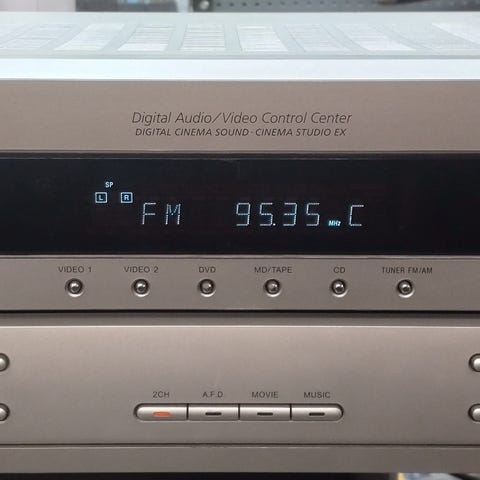 Digital Audio/Video Control Center
DIGITAL CINEMA SOUND · CINEMA STUDIO EX
SP
L R
FM 95.35 MHz C
VIDEO 1 VIDEO 2 DVD MD/TAPE CD TUNER FM/AM
2CH A.F.D. MOVIE MUSIC